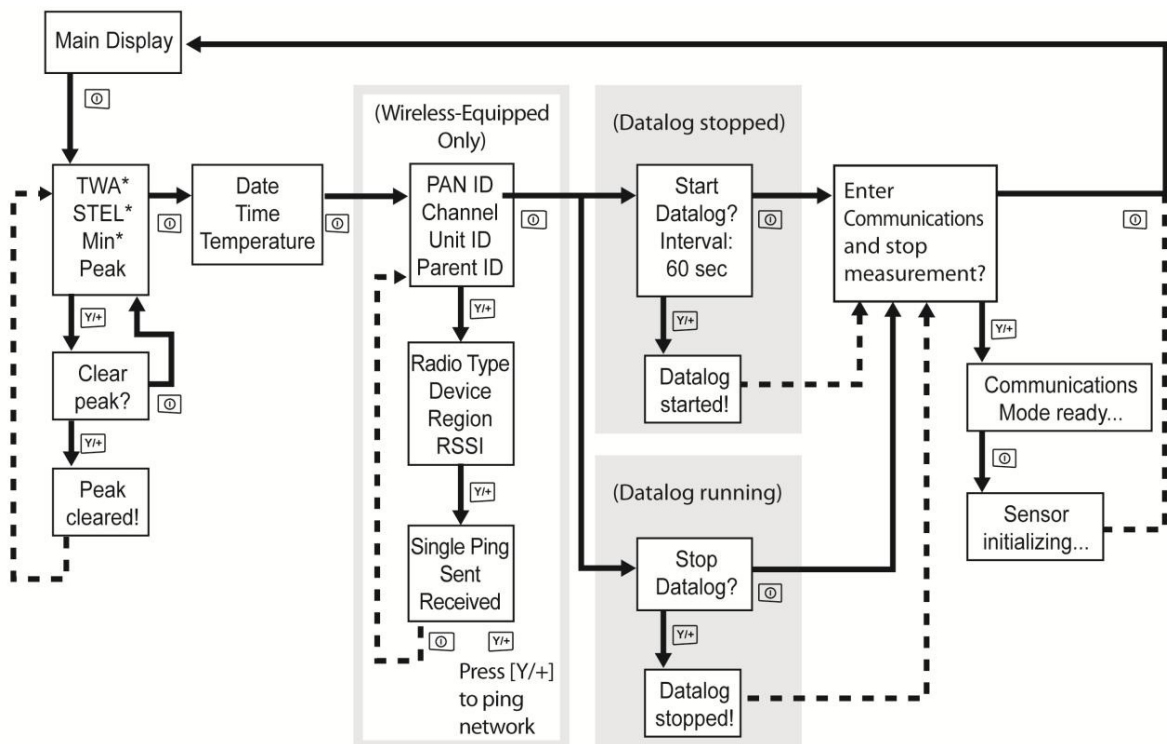 Main Display
TWA*
STEL*
Min*
Peak
Y/+
Clear
peak?
Y/+
Peak
cleared!
Date
Time
Temperature
(Wireless-Equipped
Only)
PAN ID
Channel
Unit ID
Parent ID
Y/+
Radio Type
Device
Region
RSSI
Y/+
Single Ping
Sent
Received
Y/+
Press [Y/+]
to ping
network
(Datalog stopped)
Start
Datalog?
Interval:
60 sec
Y/+
Datalog
started!
(Datalog running)
Stop
Datalog?
Y/+
Datalog
stopped!
Enter
Communications
and stop
measurement?
Y/+
Communications
Mode ready...
Sensor
initializing...